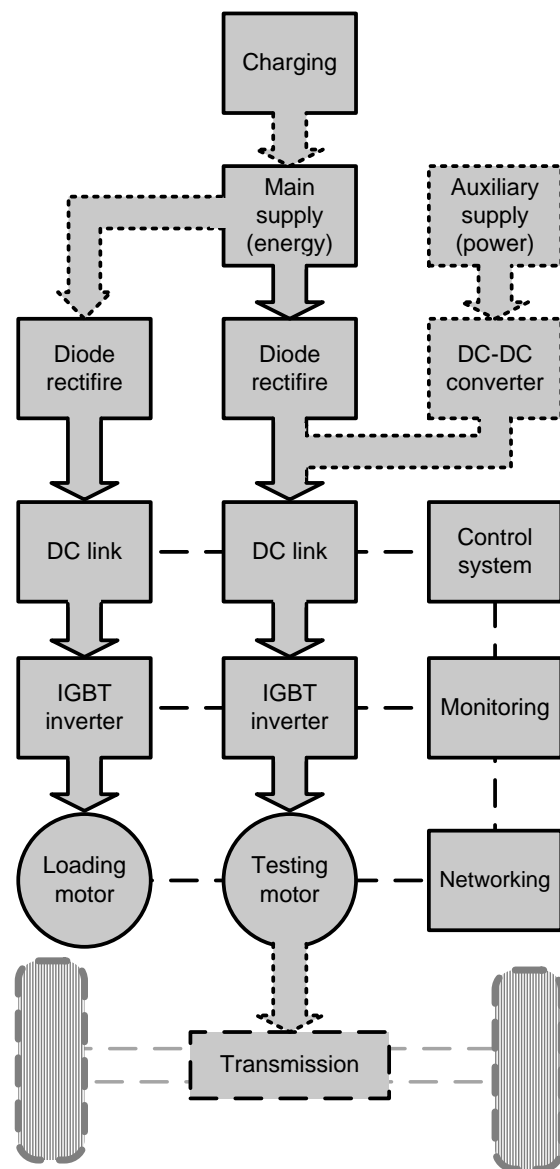 Charging
Main
supply
(energy)
Auxiliary
supply
(power)
Diode
rectifire
Diode
rectifire
DC-DC
converter
DC link
DC link
Control
system
IGBT
inverter
IGBT
inverter
Monitoring
Loading
motor
Testing
motor
Networking
Transmission